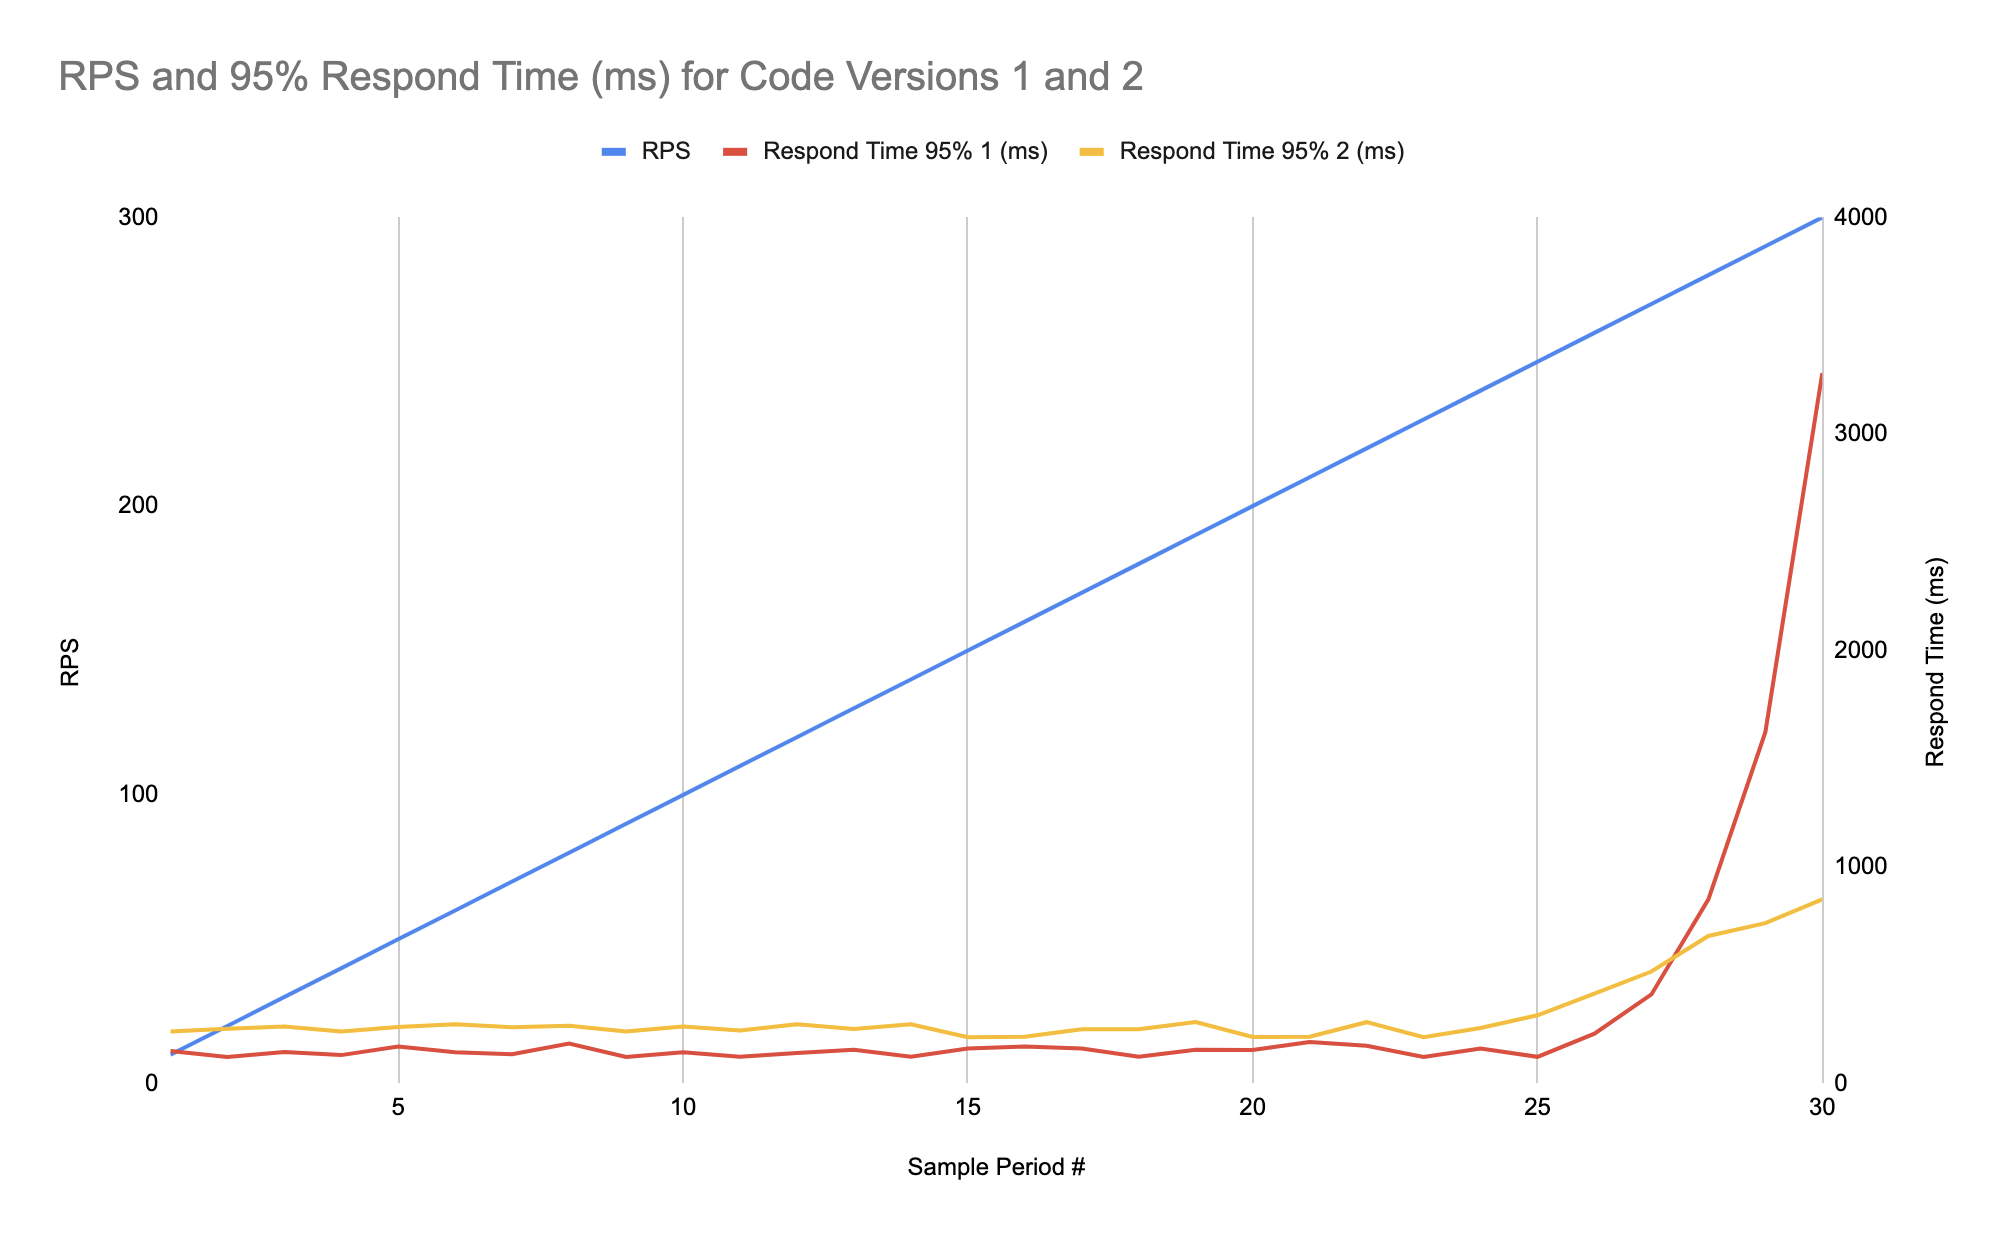 RPS and 95% Respond Time (ms) for Code Versions 1 and 2
RPS Respond Time 95% 1 (ms) Respond Time 95% 2 (ms)
300 4000
3000
200
2000
RPS
Respond Time (ms)
100
1000
0 0
5 10 15 20 25 30
Sample Period #